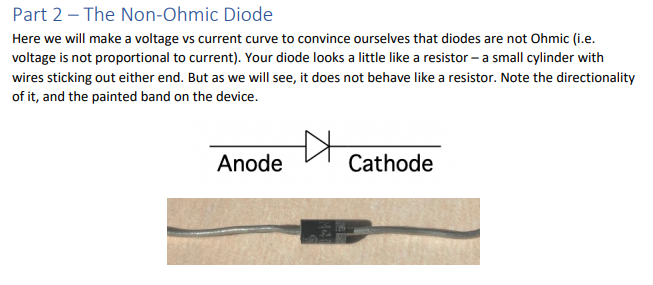 Part 2 – The Non-Ohmic Diode
Here we will make a voltage vs current curve to convince ourselves that diodes are not Ohmic (i.e.
voltage is not proportional to current). Your diode looks a little like a resistor – a small cylinder with
wires sticking out either end. But as we will see, it does not behave like a resistor. Note the directionality
of it, and the painted band on the device.
Anode Cathode